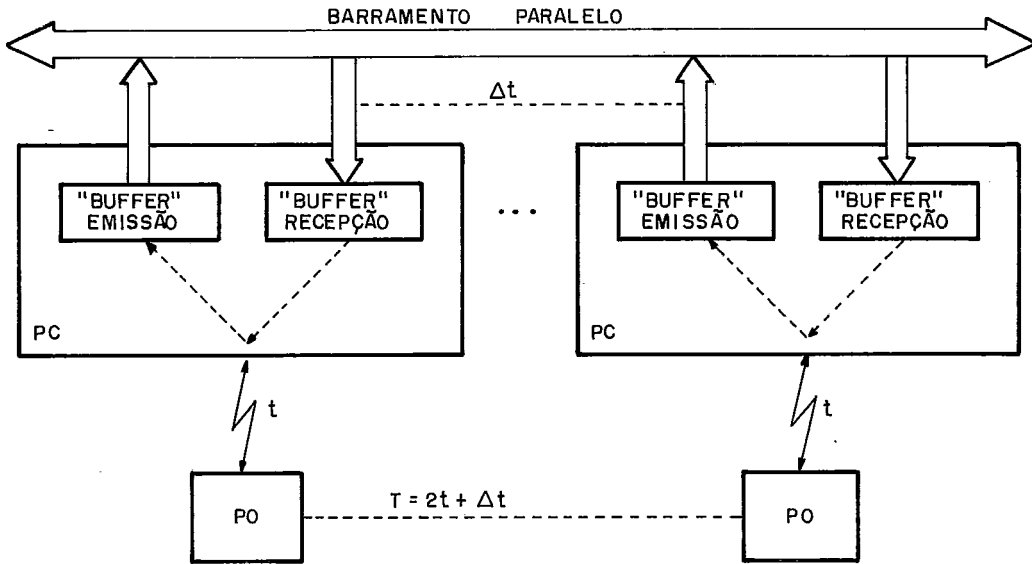 BARRAMENTO PARALELO
Δt
"BUFFER"
EMISSÃO
"BUFFER"
RECEPÇÃO
...
"BUFFER"
EMISSÃO
"BUFFER"
RECEPÇÃO
PC
PC
t
t
PO
T = 2t + Δt
PO